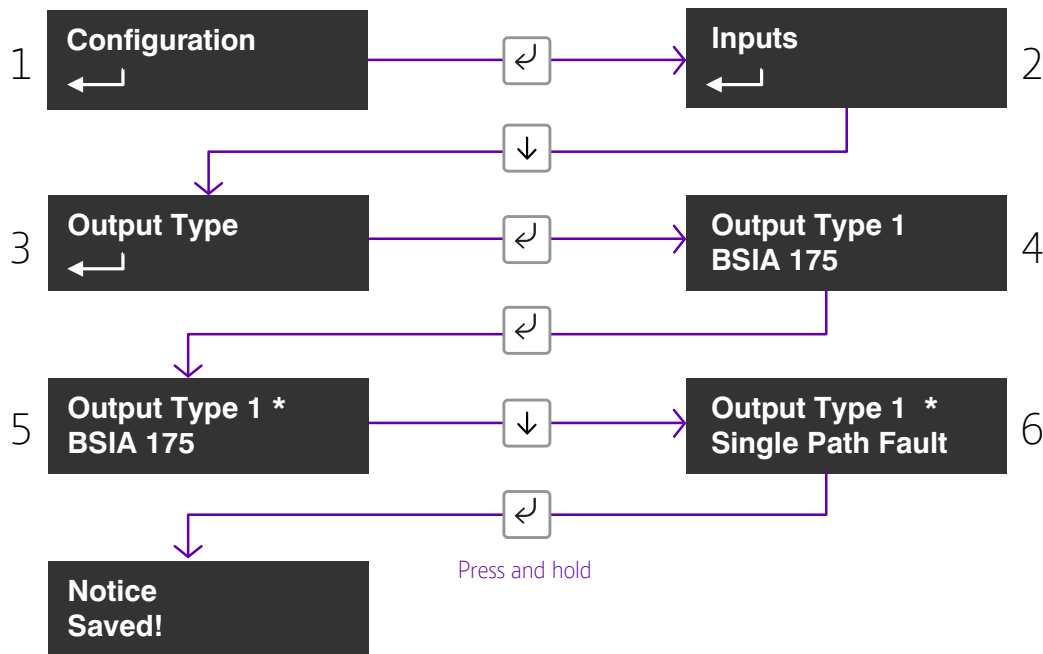 1
Configuration
Inputs
2
3
Output Type
Output Type 1
BSIA 175
4
5
Output Type 1 *
BSIA 175
Output Type 1 *
Single Path Fault
6
Press and hold
Notice
Saved!